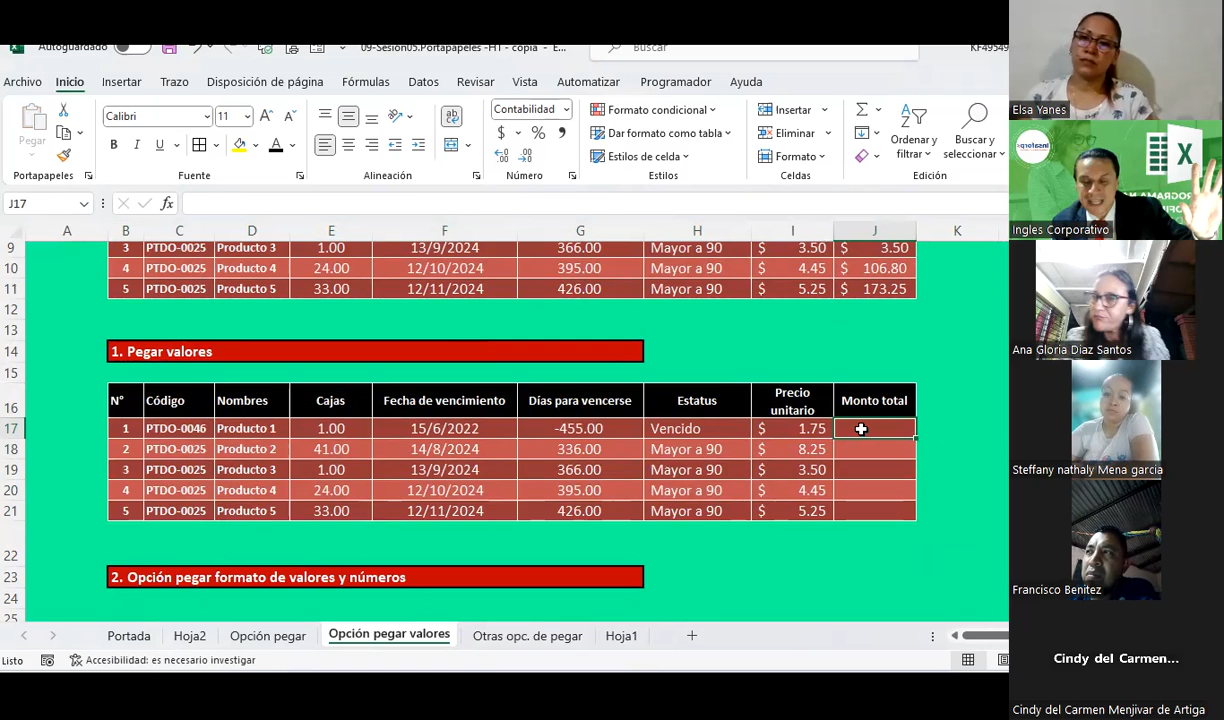 Autoguardado
09-Sesion05.Portapapeles -HT - copia - E...
Buscar
KF49549
Archivo Inicio Insertar Trazo Disposición de página Fórmulas Datos Revisar Vista Automatizar Programador Ayuda
Pegar
Calibri 11
N K S
Portapapeles
Fuente
Alineación
Contabilidad
$ % 000
Número
Formato condicional
Dar formato como tabla
Estilos de celda
Estilos
Insertar
Eliminar
Formato
Celdas
Ordenar y filtrar
Buscar y seleccionar
Edición
J17
fx
A B C D E F G H I J K
9 3 PTDO-0025 Producto 3 1.00 13/9/2024 366.00 Mayor a 90 $ 3.50 $ 3.50
10 4 PTDO-0025 Producto 4 24.00 12/10/2024 395.00 Mayor a 90 $ 4.45 $ 106.80
11 5 PTDO-0025 Producto 5 33.00 12/11/2024 426.00 Mayor a 90 $ 5.25 $ 173.25
12
13
14 1. Pegar valores
15
16 N° Código Nombres Cajas Fecha de vencimiento Días para vencerse Estatus Precio unitario Monto total
17 1 PTDO-0046 Producto 1 1.00 15/6/2022 -455.00 Vencido $ 1.75
18 2 PTDO-0025 Producto 2 41.00 14/8/2024 336.00 Mayor a 90 $ 8.25
19 3 PTDO-0025 Producto 3 1.00 13/9/2024 366.00 Mayor a 90 $ 3.50
20 4 PTDO-0025 Producto 4 24.00 12/10/2024 395.00 Mayor a 90 $ 4.45
21 5 PTDO-0025 Producto 5 33.00 12/11/2024 426.00 Mayor a 90 $ 5.25
22
23 2. Opción pegar formato de valores y números
24
25
Portada Hoja2 Opción pegar Opción pegar valores Otras opc. de pegar Hoja1
Listo
Accesibilidad: es necesario investigar
Elsa Yanes
insaforp
X
Ingles Corporativo
Ana Gloria Diaz Santos
Steffany nathaly Mena garcia
Francisco Benitez
Cindy del Carmen...
Cindy del Carmen Menjivar de Artiga